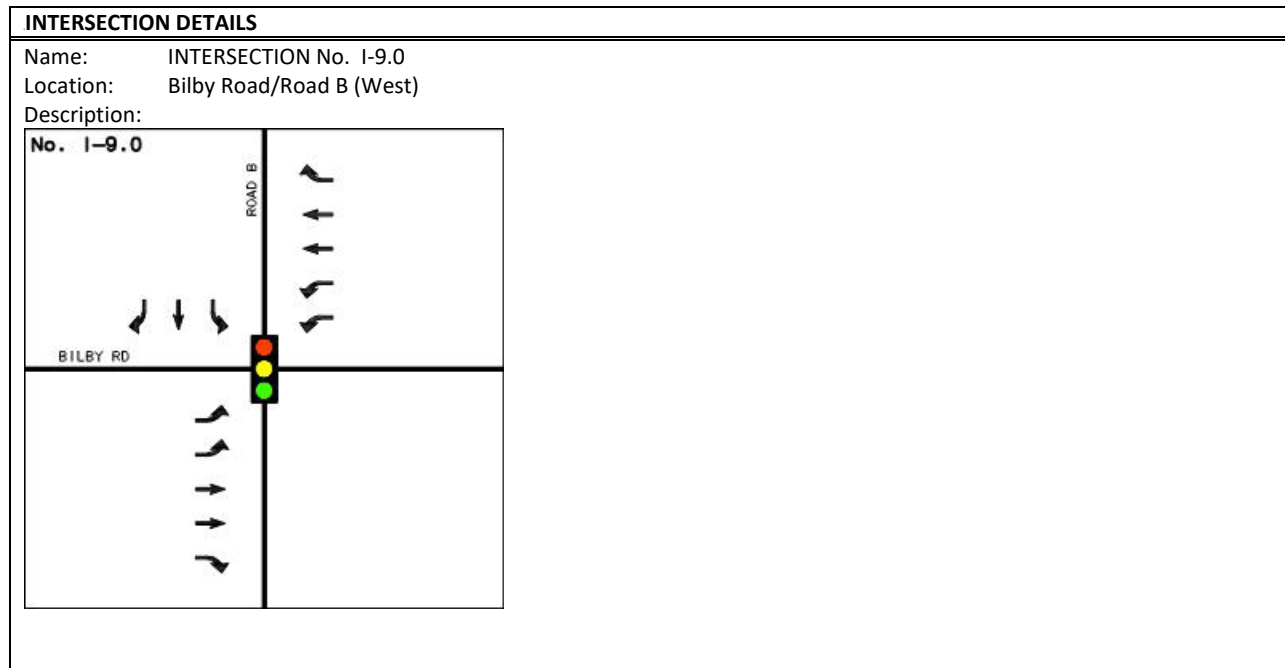 INTERSECTION DETAILS
Name: INTERSECTION No. I-9.0
Location: Bilby Road/Road B (West)
Description:
No. I-9.0
ROAD B
BILBY RD